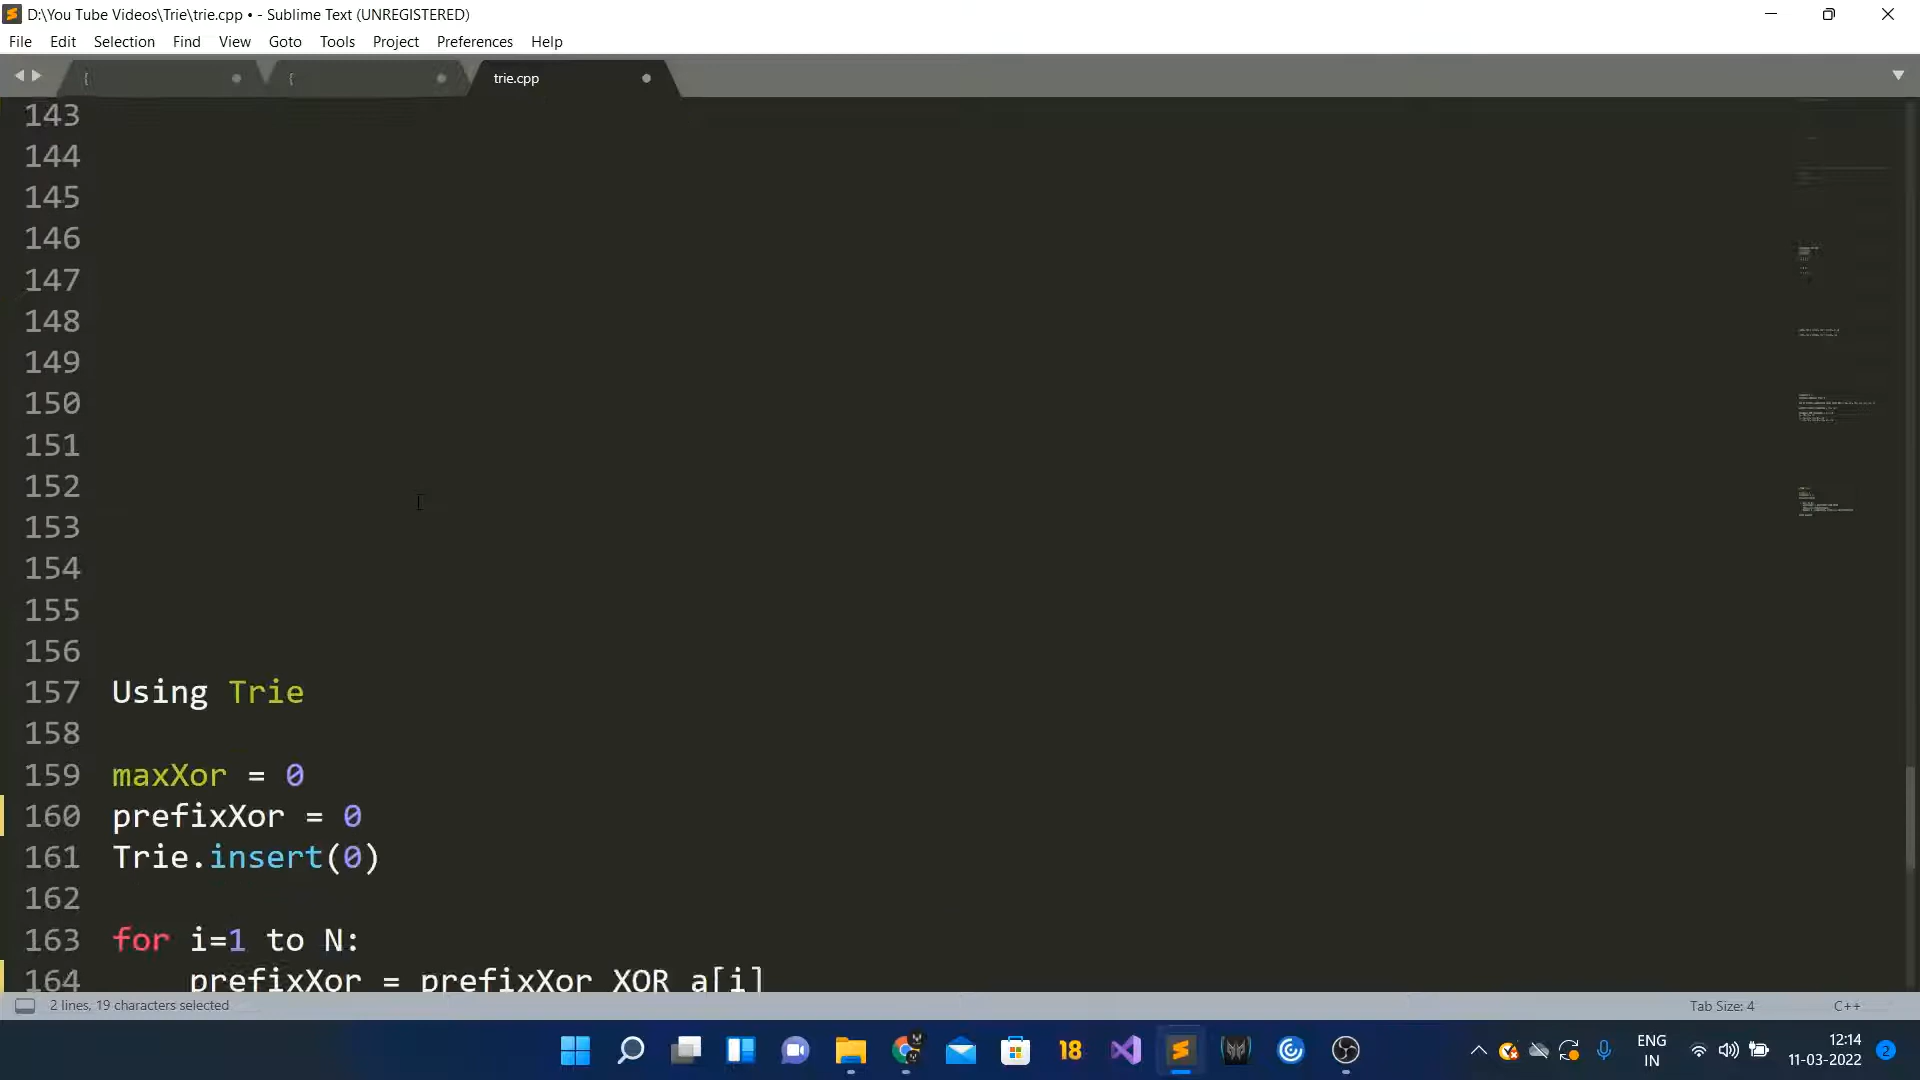 D:\You Tube Videos\Trie\trie.cpp • - Sublime Text (UNREGISTERED)
File Edit Selection Find View Goto Tools Project Preferences Help
{ { trie.cpp
143
144
145
146
147
148
149
150
151
152
153
154
155
156
157 Using Trie
158
159 maxXor = 0
160 prefixXor = 0
161 Trie.insert(0)
162
163 for i=1 to N:
164 prefixXor = prefixXor XOR a[i]
2 lines, 19 characters selected Tab Size: 4 C++
18 ENG IN 12:14 11-03-2022 2